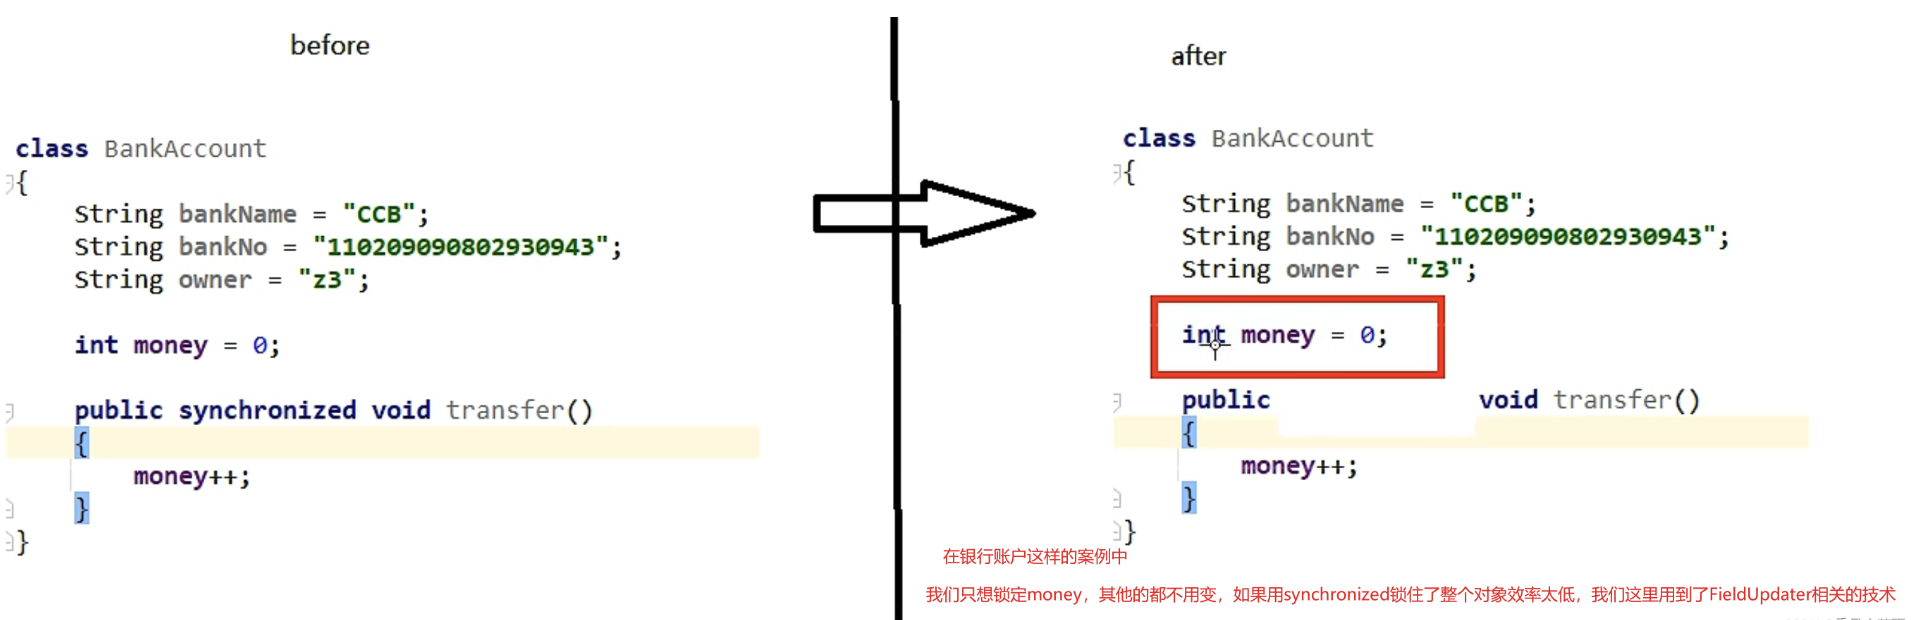 before
class BankAccount
{
String bankName = "CCB";
String bankNo = "110209090802930943";
String owner = "z3";
int money = 0;
public synchronized void transfer()
{
money++;
}
}
after
class BankAccount
{
String bankName = "CCB";
String bankNo = "110209090802930943";
String owner = "z3";
int money = 0;
public void transfer()
{
money++;
}
}
在银行账户这样的案例中
我们只想锁定money，其他的都不用变，如果用synchronized锁住了整个对象效率太低，我们这里用到了FieldUpdater相关的技术